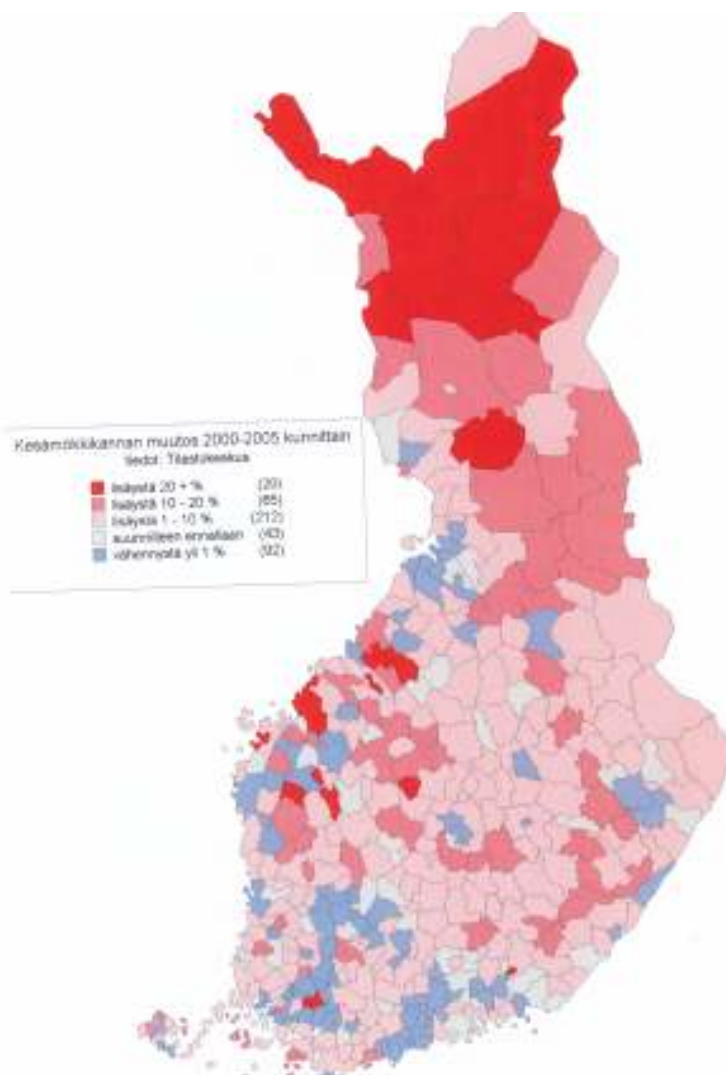 Kesämökkikannan muutos 2000-2005 kunnittain
tiedot: Tilastokeskus
lisäystä 20 + % (20)
lisäystä 10 - 20 % (65)
lisäystä 1 - 10 % (212)
suunnilleen ennallaan (43)
vähennystä yli 1 % (92)